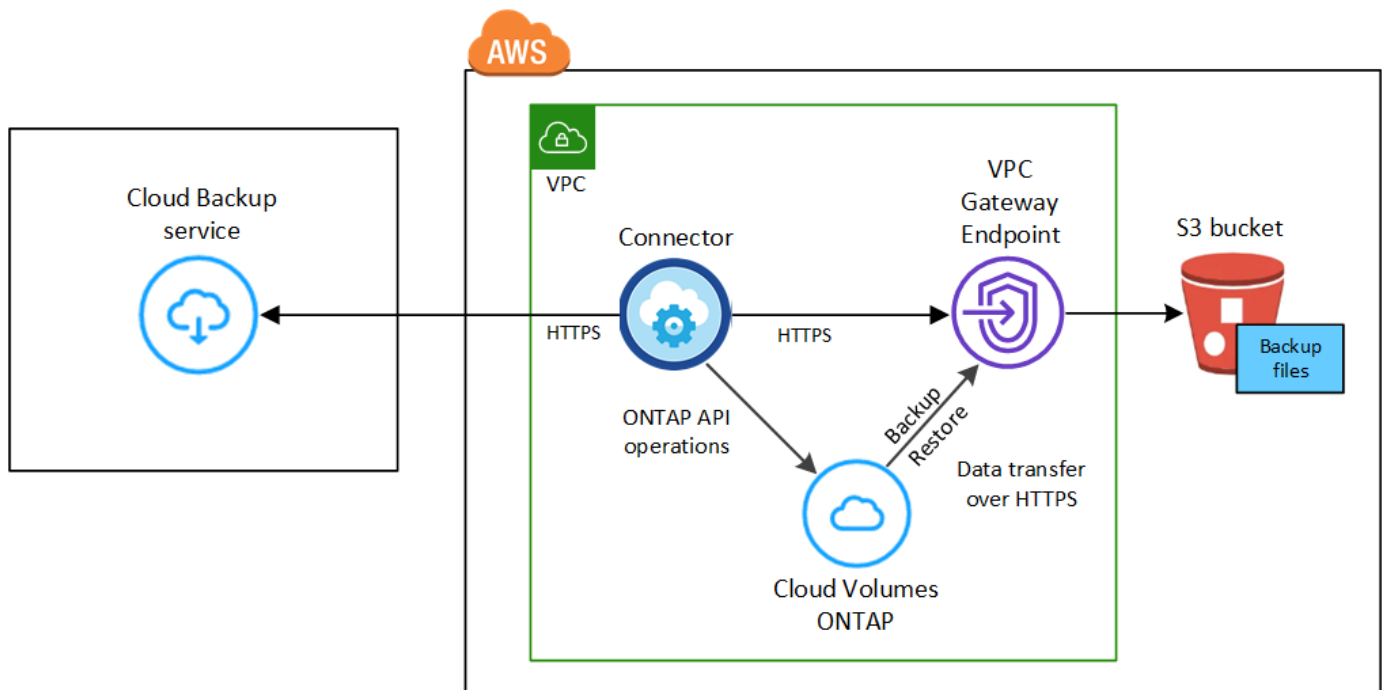 AWS
VPC
Cloud Backup
service
Connector
VPC
Gateway
Endpoint
S3 bucket
HTTPS
HTTPS
Backup
files
ONTAP API
operations
Backup
Restore
Data transfer
over HTTPS
Cloud Volumes
ONTAP